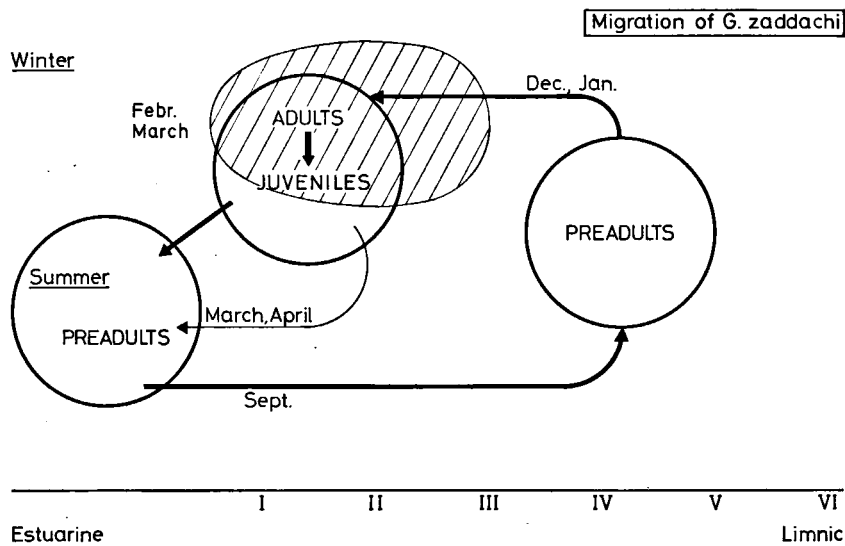 Migration of G. zaddachi
Winter
Dec., Jan.
Febr.
March
ADULTS
JUVENILES
PREADULTS
Summer
March, April
PREADULTS
Sept.
I II III IV V VI
Estuarine Limnic